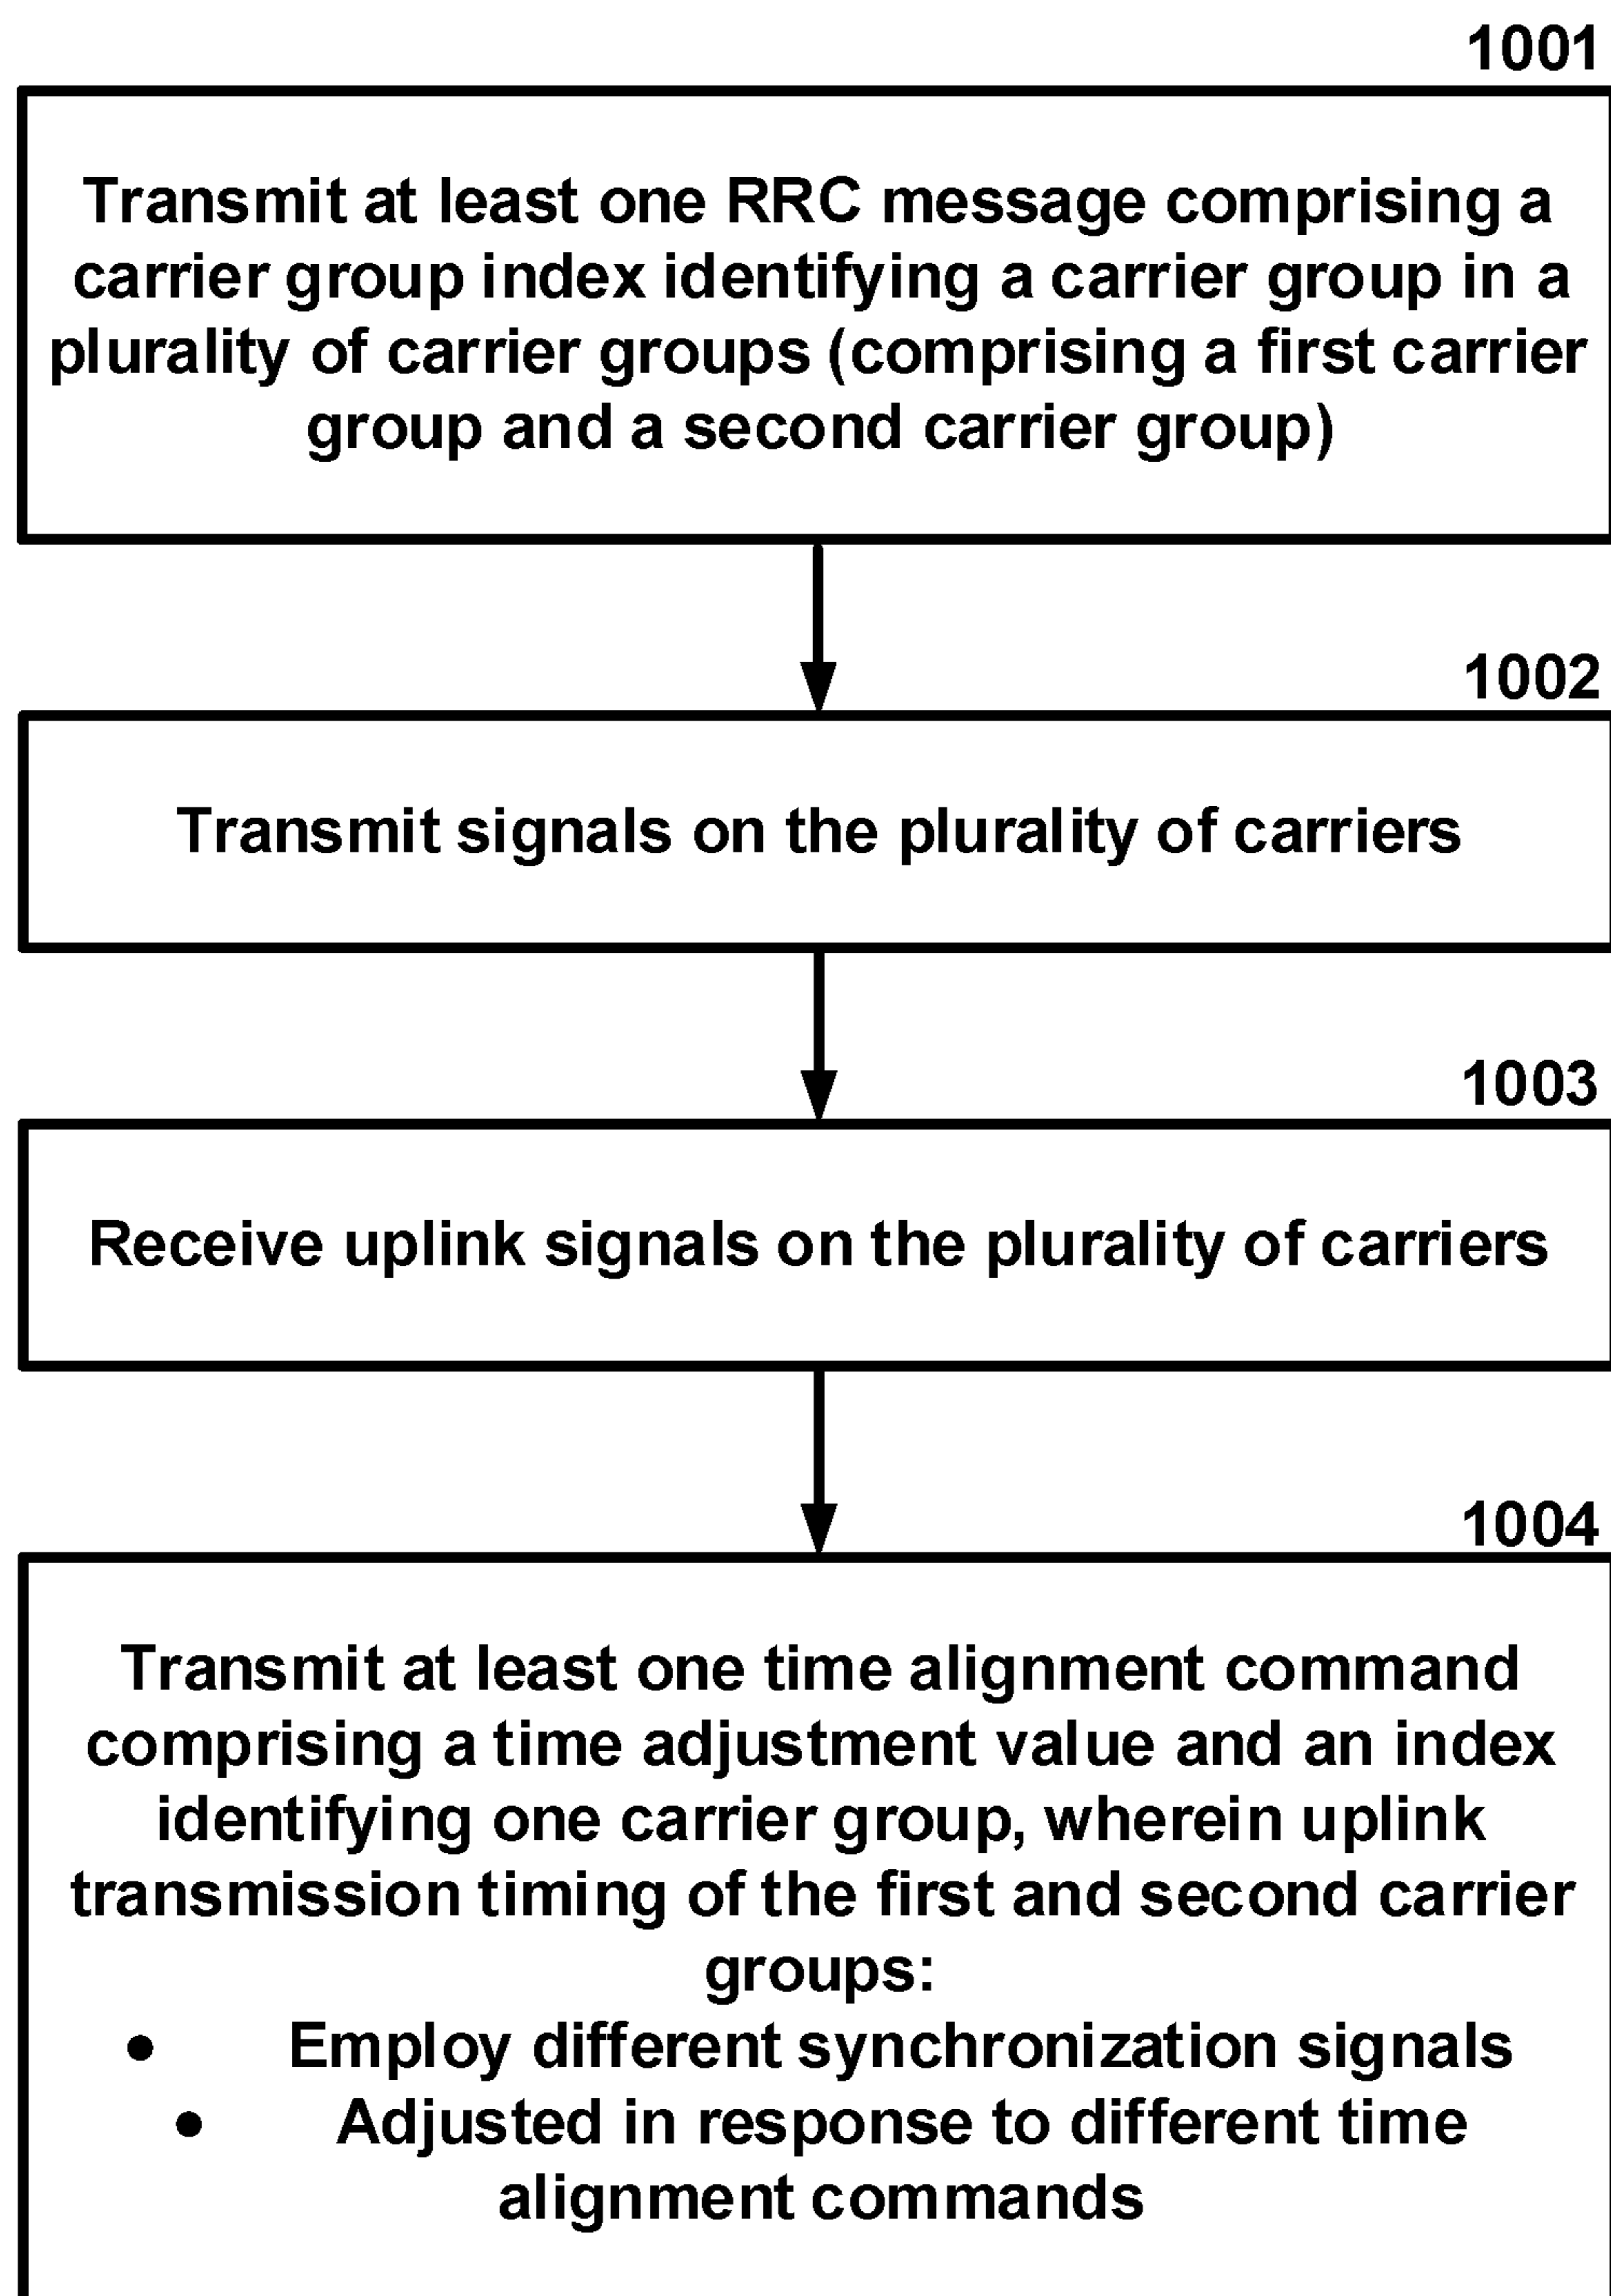 1001
Transmit at least one RRC message comprising a
carrier group index identifying a carrier group in a
plurality of carrier groups (comprising a first carrier
group and a second carrier group)
1002
Transmit signals on the plurality of carriers
1003
Receive uplink signals on the plurality of carriers
1004
Transmit at least one time alignment command
comprising a time adjustment value and an index
identifying one carrier group, wherein uplink
transmission timing of the first and second carrier
groups:
• Employ different synchronization signals
• Adjusted in response to different time
alignment commands